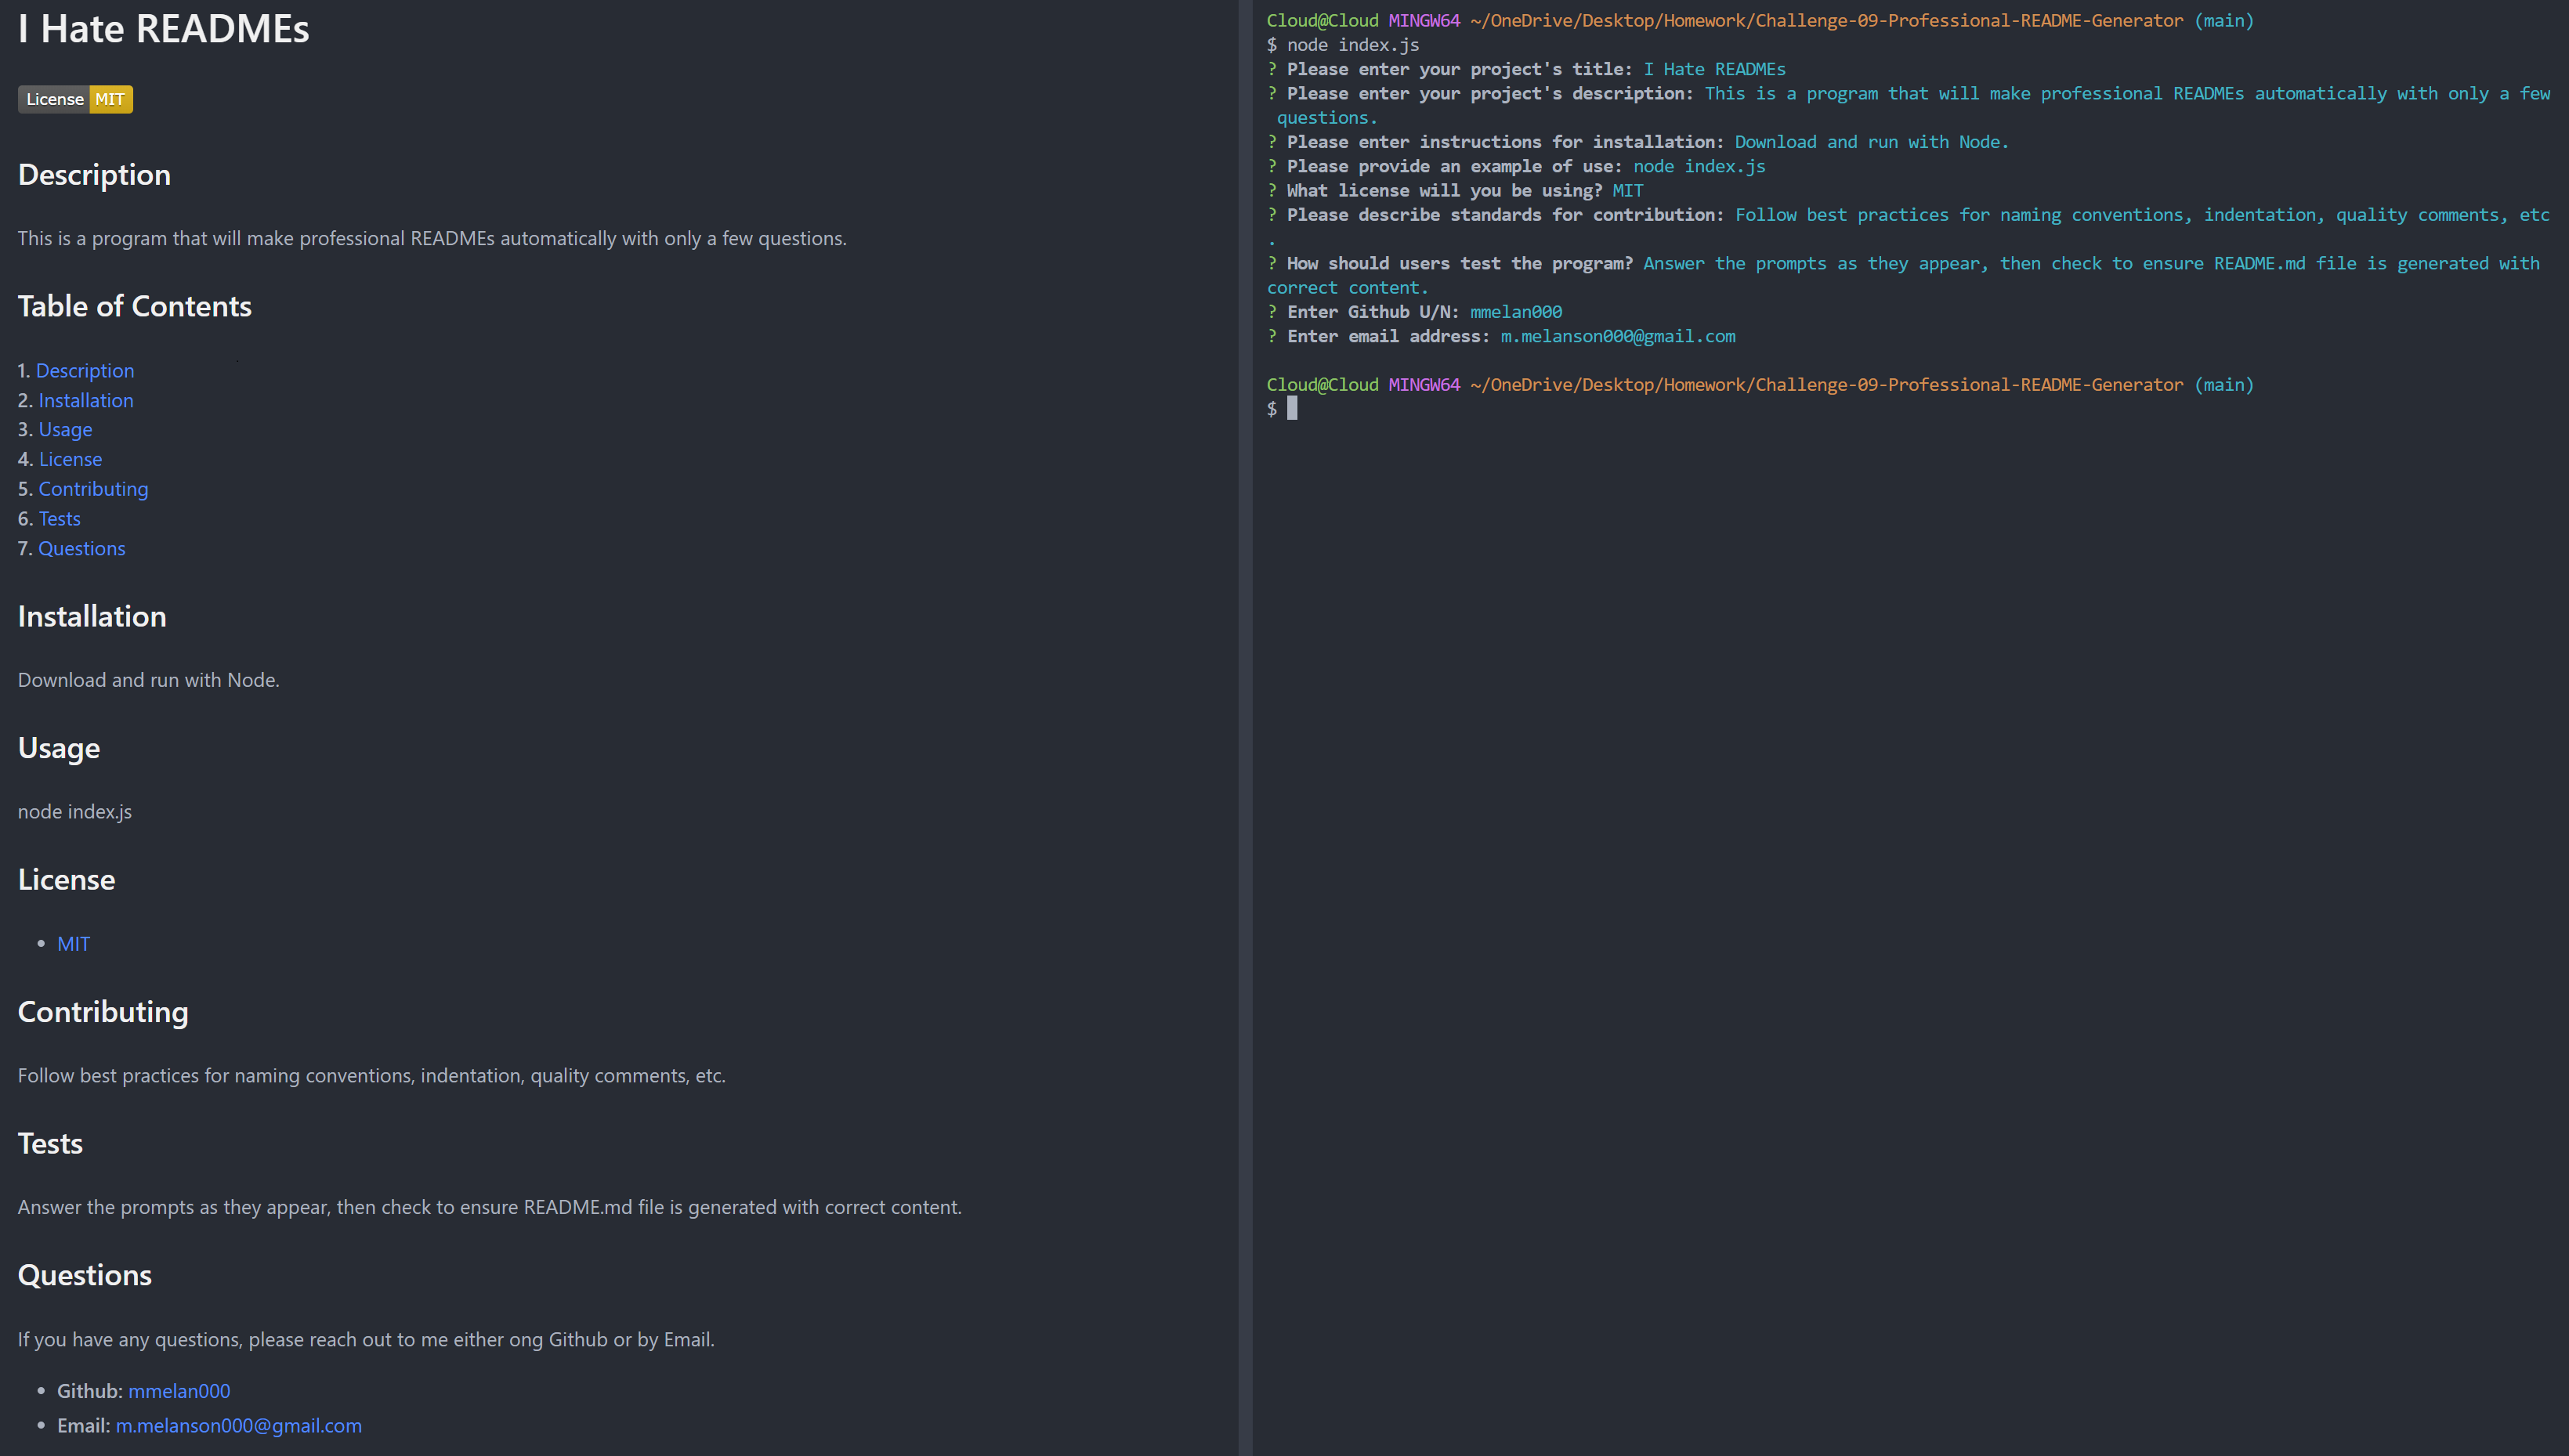 I Hate READMEs
License MIT
Description
This is a program that will make professional READMEs automatically with only a few questions.
Table of Contents
1. Description
2. Installation
3. Usage
4. License
5. Contributing
6. Tests
7. Questions
Installation
Download and run with Node.
Usage
node index.js
License
• MIT
Contributing
Follow best practices for naming conventions, indentation, quality comments, etc.
Tests
Answer the prompts as they appear, then check to ensure README.md file is generated with correct content.
Questions
If you have any questions, please reach out to me either ong Github or by Email.
• Github: mmelan000
• Email: m.melanson000@gmail.com
Cloud@Cloud MINGW64 ~/OneDrive/Desktop/Homework/Challenge-09-Professional-README-Generator (main)
$ node index.js
? Please enter your project's title: I Hate READMEs
? Please enter your project's description: This is a program that will make professional READMEs automatically with only a few
questions.
? Please enter instructions for installation: Download and run with Node.
? Please provide an example of use: node index.js
? What license will you be using? MIT
? Please describe standards for contribution: Follow best practices for naming conventions, indentation, quality comments, etc
.
? How should users test the program? Answer the prompts as they appear, then check to ensure README.md file is generated with
correct content.
? Enter Github U/N: mmelan000
? Enter email address: m.melanson000@gmail.com
Cloud@Cloud MINGW64 ~/OneDrive/Desktop/Homework/Challenge-09-Professional-README-Generator (main)
$